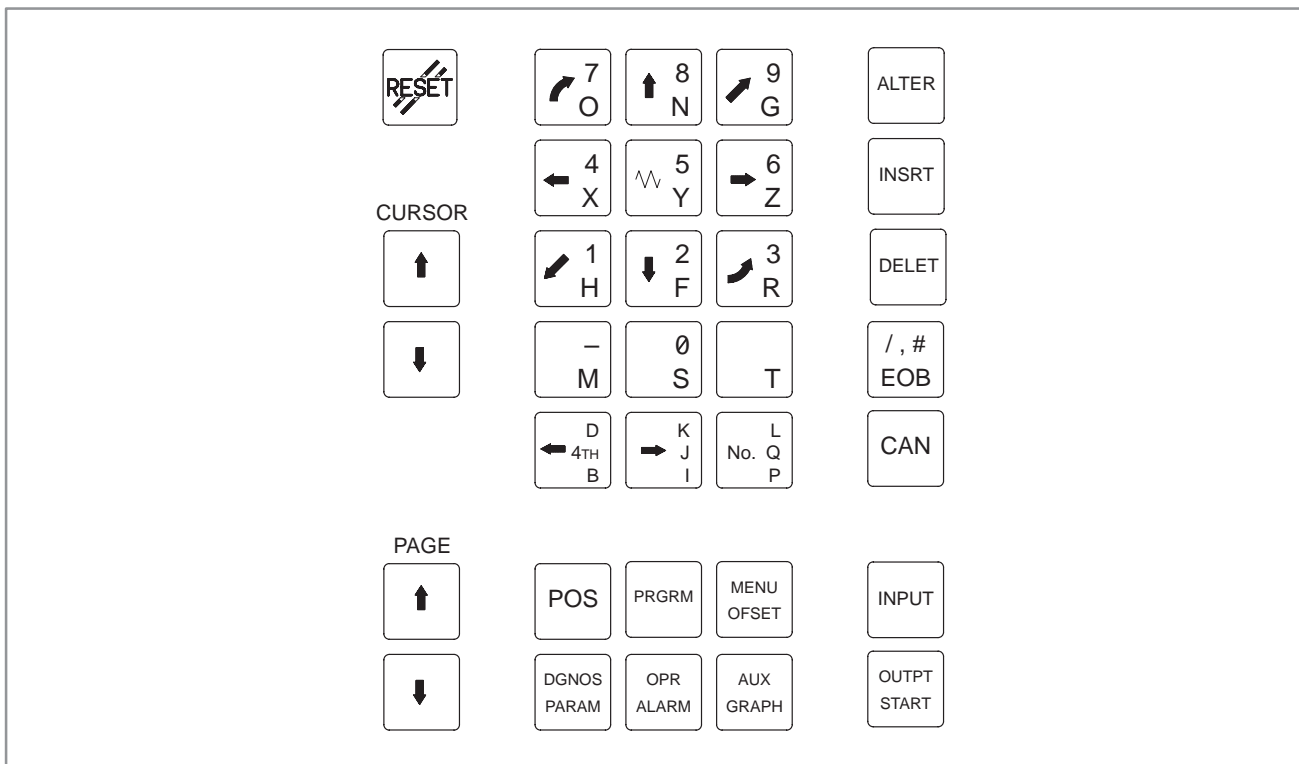 RESET
7
O
8
N
9
G
ALTER
4
X
5
Y
6
Z
INSRT
CURSOR
1
H
2
F
3
R
DELET
–
M
0
S
T
/ , #
EOB
D
4TH
B
K
J
I
L
No. Q
P
CAN
PAGE
POS
PRGRM
MENU
OFSET
INPUT
DGNOS
PARAM
OPR
ALARM
AUX
GRAPH
OUTPT
START